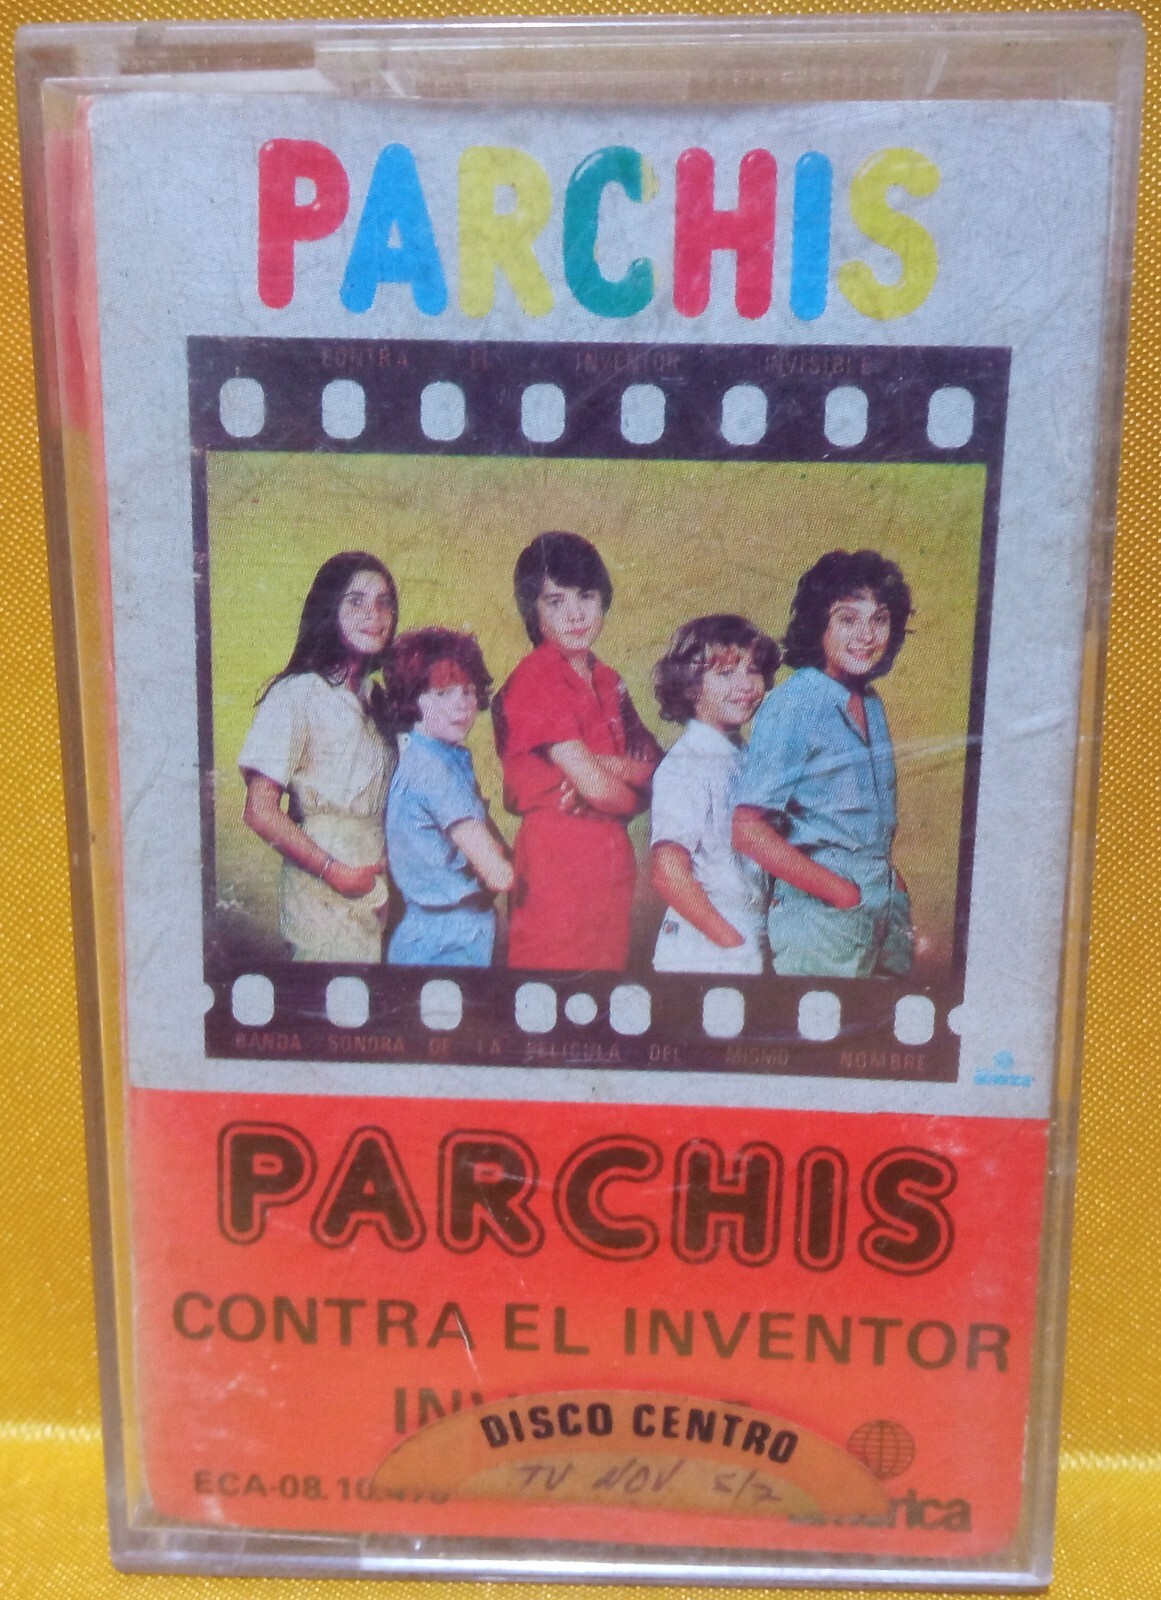 PARCHIS
CONTRA EL INVENTOR INVISIBLE
BANDA SONORA DE LA PELICULA DEL MISMO NOMBRE
PARCHIS
CONTRA EL INVENTOR
DISCO CENTRO
TV NOV
ECA-08.10.